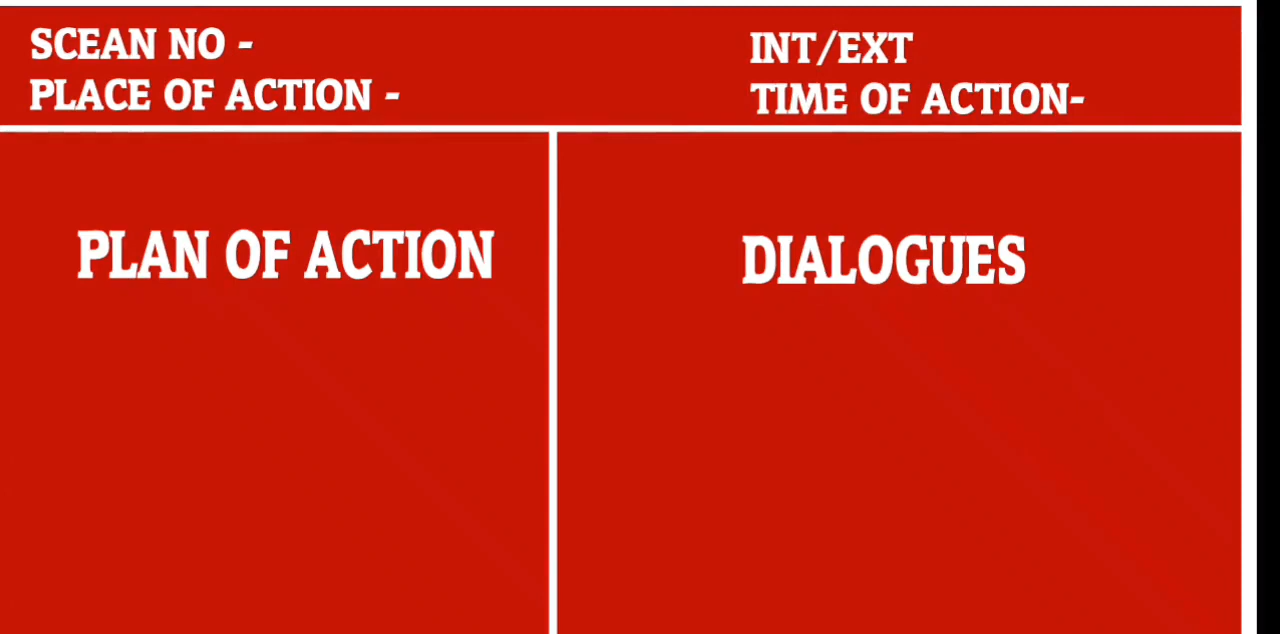 SCEAN NO -
INT/EXT
PLACE OF ACTION -
TIME OF ACTION-
PLAN OF ACTION
DIALOGUES